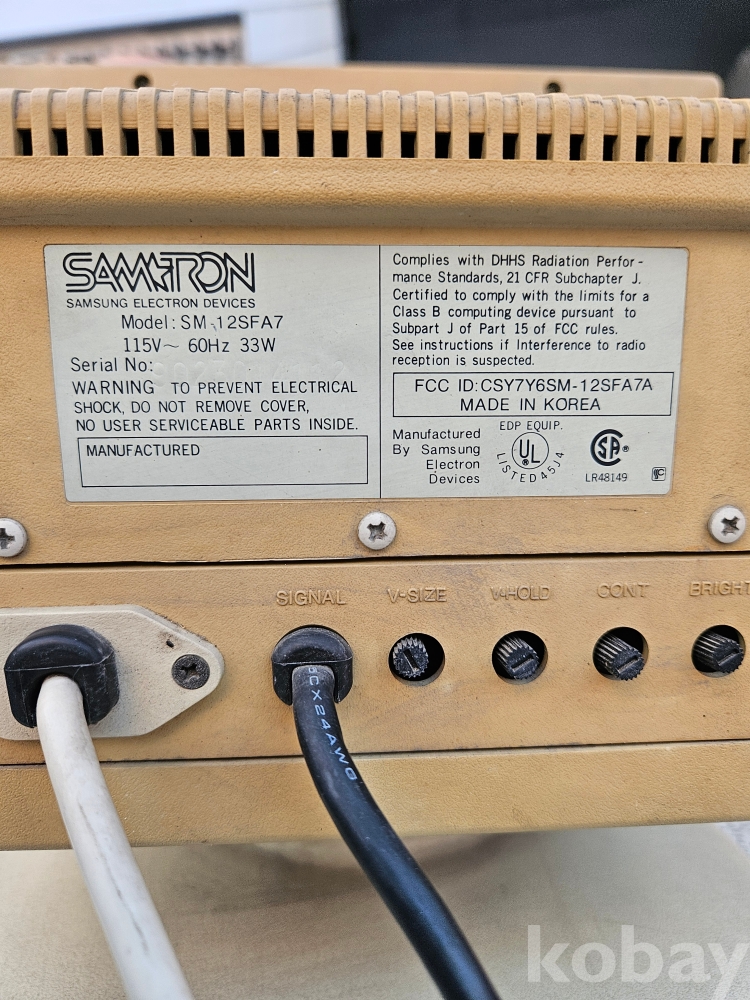 SAMTRON
SAMSUNG ELECTRON DEVICES
Model: SM-12SFA7
115V~ 60Hz 33W
Serial No:
WARNING TO PREVENT ELECTRICAL
SHOCK, DO NOT REMOVE COVER,
NO USER SERVICEABLE PARTS INSIDE.
MANUFACTURED
Complies with DHHS Radiation Perfor-
mance Standards, 21 CFR Subchapter J.
Certified to comply with the limits for a
Class B computing device pursuant to
Subpart J of Part 15 of FCC rules.
See instructions if Interference to radio
reception is suspected.
FCC ID: CSY7Y6SM-12SFA7A
MADE IN KOREA
Manufactured
By Samsung
Electron
Devices
EDP EQUIP.
UL
LISTED 45J4
SA
LR48149
SIGNAL
V-SIZE
V-HOLD
CONT
BRIGHT
CX24AWG
kobay